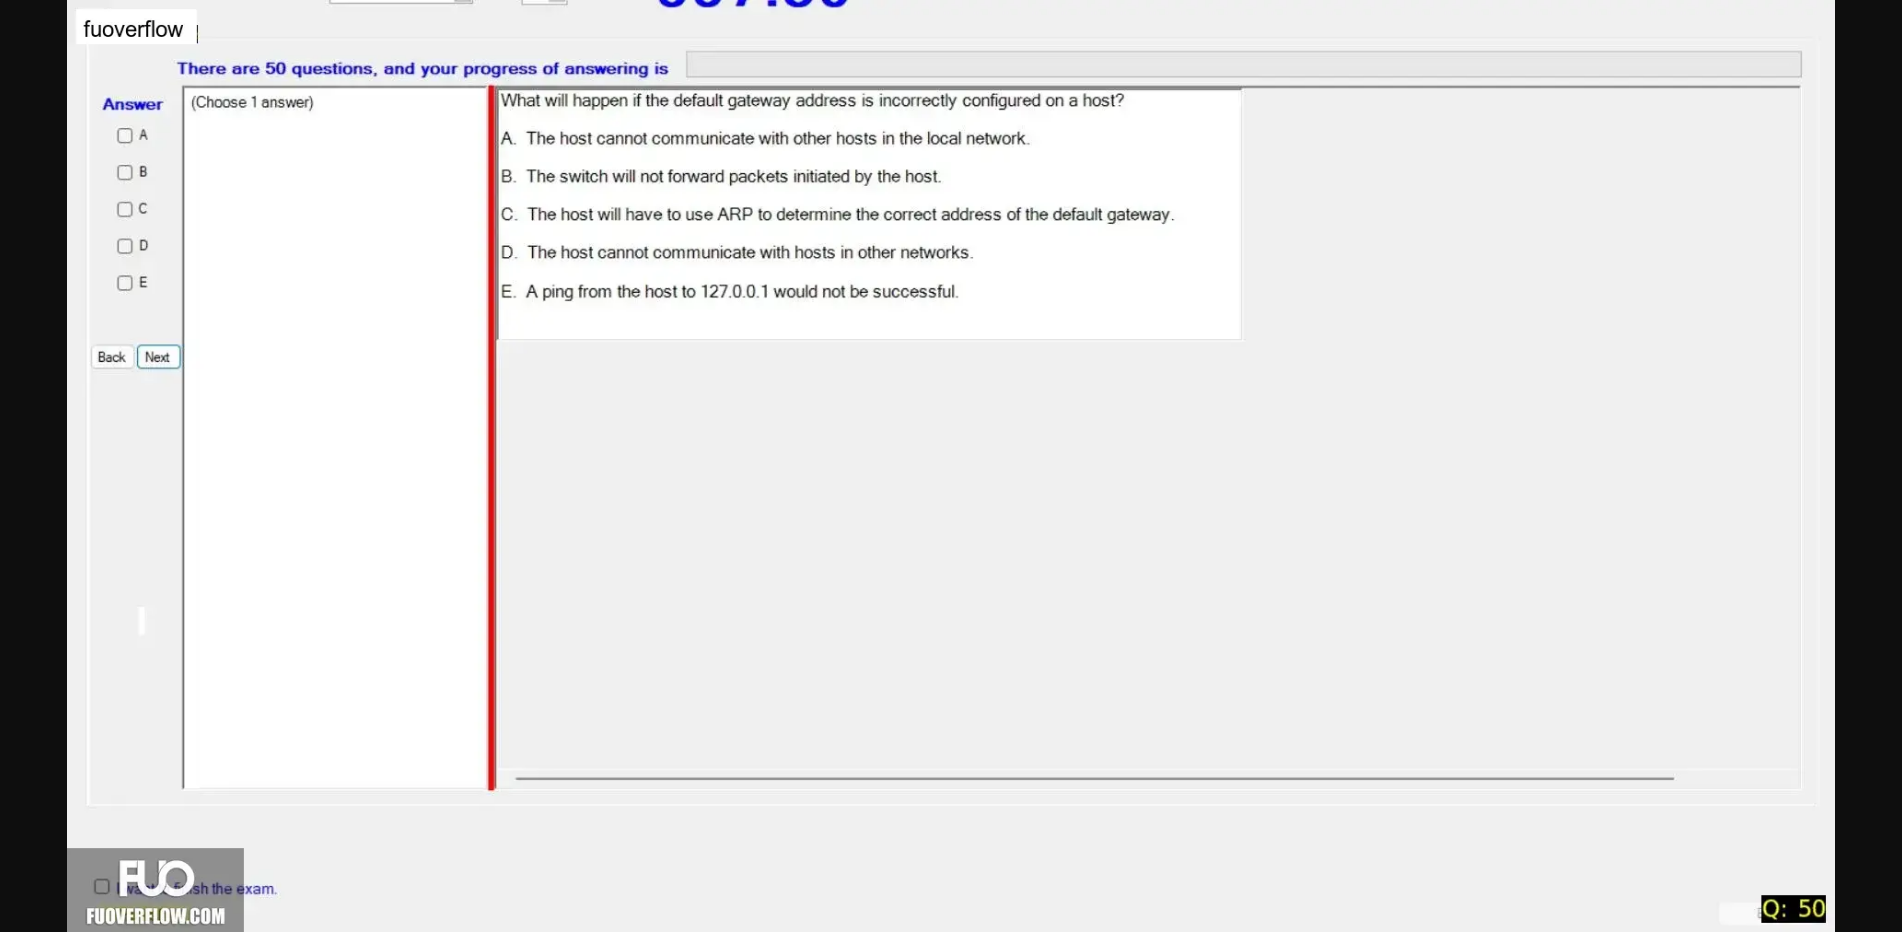 fuoverflow
There are 50 questions, and your progress of answering is
Answer
(Choose 1 answer)
A
B
C
D
E
Back
Next
What will happen if the default gateway address is incorrectly configured on a host?
A. The host cannot communicate with other hosts in the local network.
B. The switch will not forward packets initiated by the host.
C. The host will have to use ARP to determine the correct address of the default gateway.
D. The host cannot communicate with hosts in other networks.
E. A ping from the host to 127.0.0.1 would not be successful.
the exam.
FUO
FUOVERFLOW.COM
Q: 50